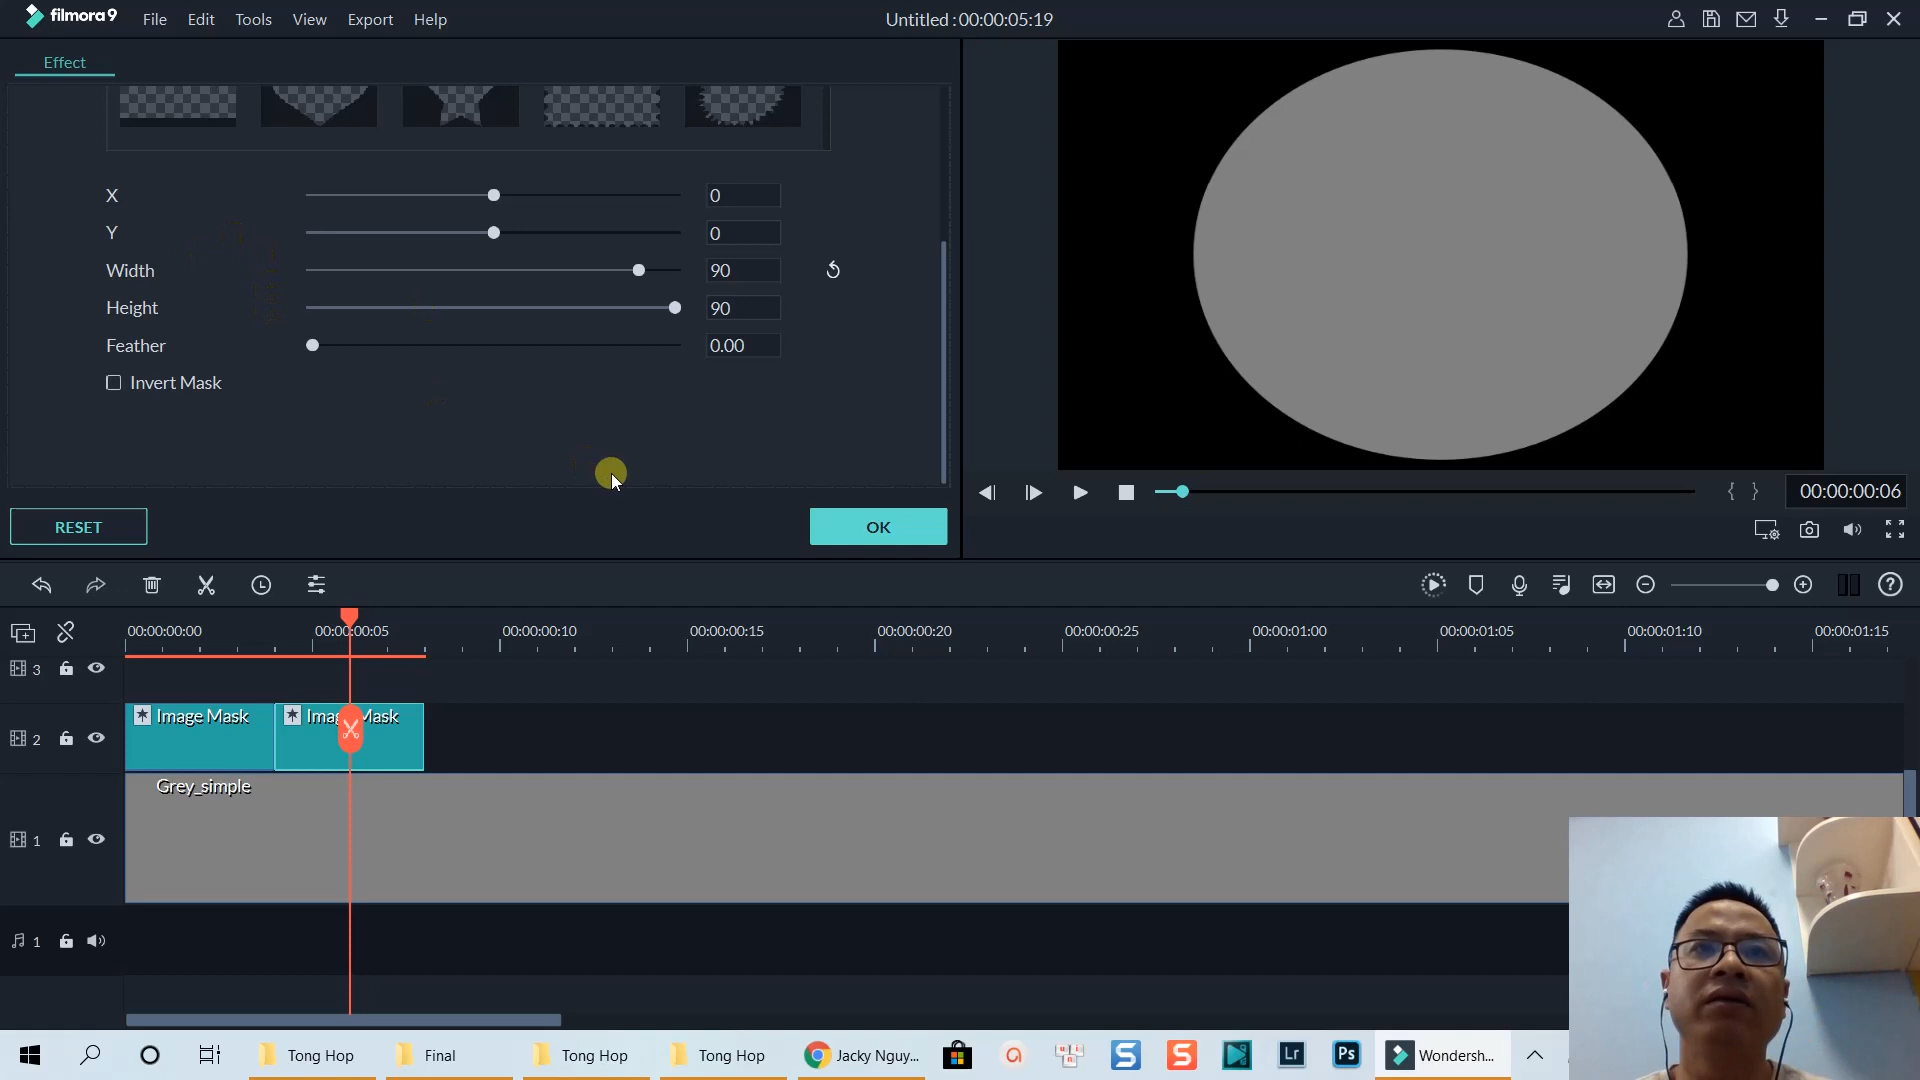 filmora9 File Edit Tools View Export Help Untitled : 00:00:05:19
Effect
X 0
Y 0
Width 90
Height 90
Feather 0.00
Invert Mask
RESET OK
{ } 00:00:00:06
00:00:00:00 00:00:00:05 00:00:00:10 00:00:00:15 00:00:00:20 00:00:00:25 00:00:01:00 00:00:01:05 00:00:01:10 00:00:01:15
3
Image Mask Image Mask
2
Grey_simple
1
1
Tong Hop Final Tong Hop Tong Hop Jacky Nguy... S S Lr Ps Wondersh...